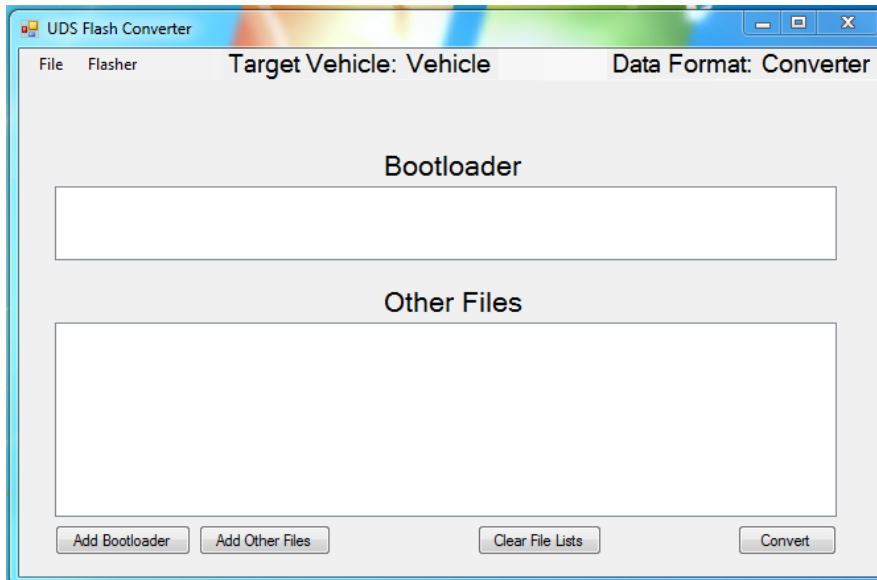 UDS Flash Converter
File Flasher Target Vehicle: Vehicle Data Format: Converter
Bootloader
Other Files
Add Bootloader Add Other Files Clear File Lists Convert